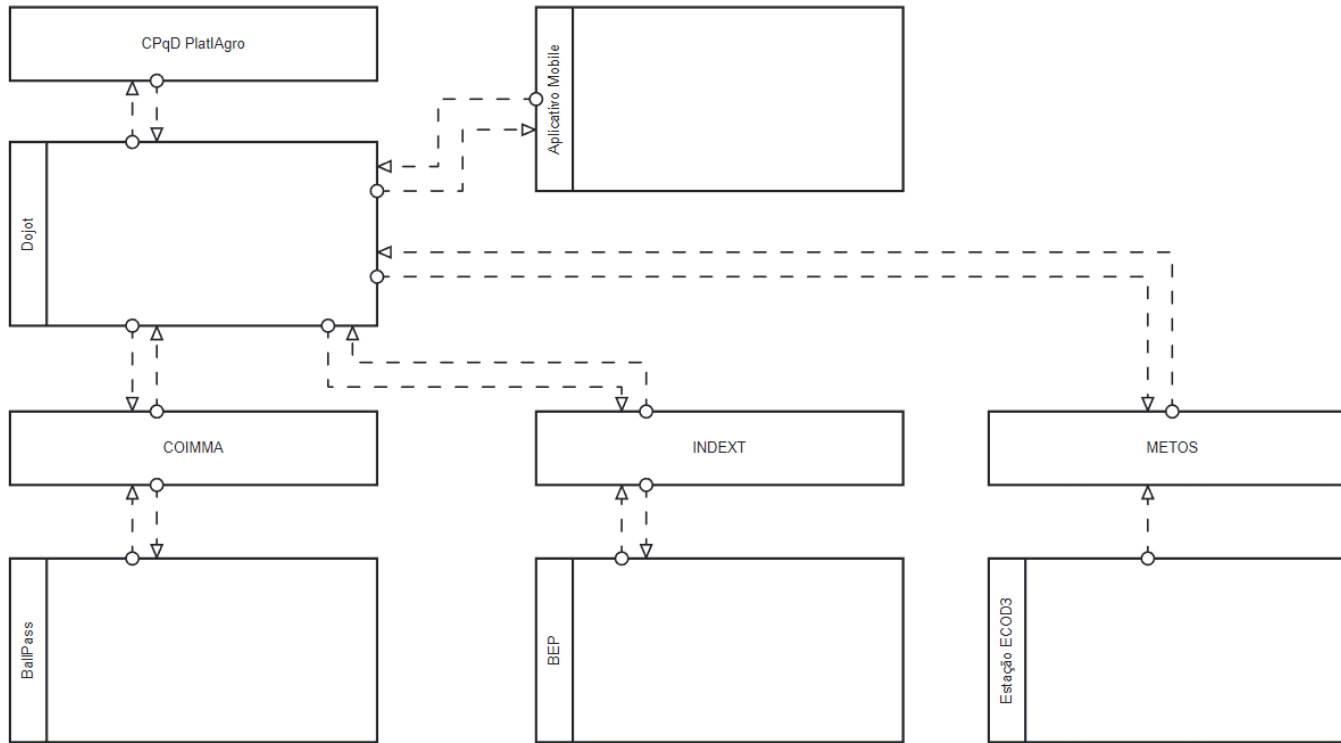 CPqD PlatIAgro
Aplicativo Mobile
Dojot
COIMMA
INDEXT
METOS
BallPass
BEP
Estação ECOD3